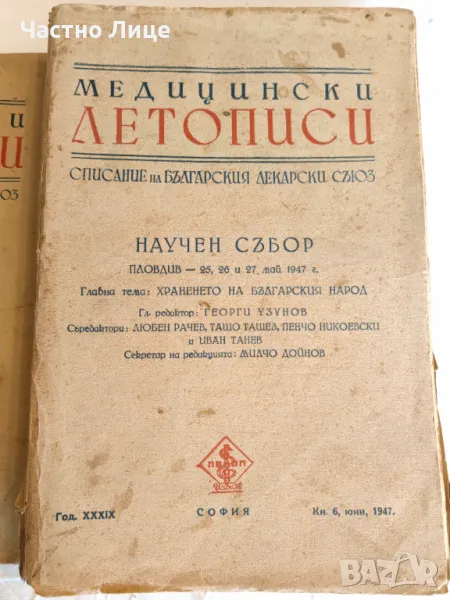 Частно Лице
МЕДИЦИНСКИ
ЛЕТОПИСИ
СПИСАНИЕ НА БЪЛГАРСКИЯ ЛЕКАРСКИ СЪЮЗ
НАУЧЕН СЪБОР
ПЛОВДИВ — 25, 26 и 27 май 1947 г.
Главна тема: ХРАНЕНЕТО НА БЪЛГАРСКИЯ НАРОД
Гл. редактор: ГЕОРГИ УЗУНОВ
Съредактори: ЛЮБЕН РАЧЕВ, ТАШО ТАШЕВ, ПЕНЧО НИКОЕВСКИ
и ИВАН ТАНЕВ
Секретар на редакцията: МИЛЧО ДОЙНОВ
Год. XXXIX
СОФИЯ
Кн. 6, юни, 1947.
BAZAR